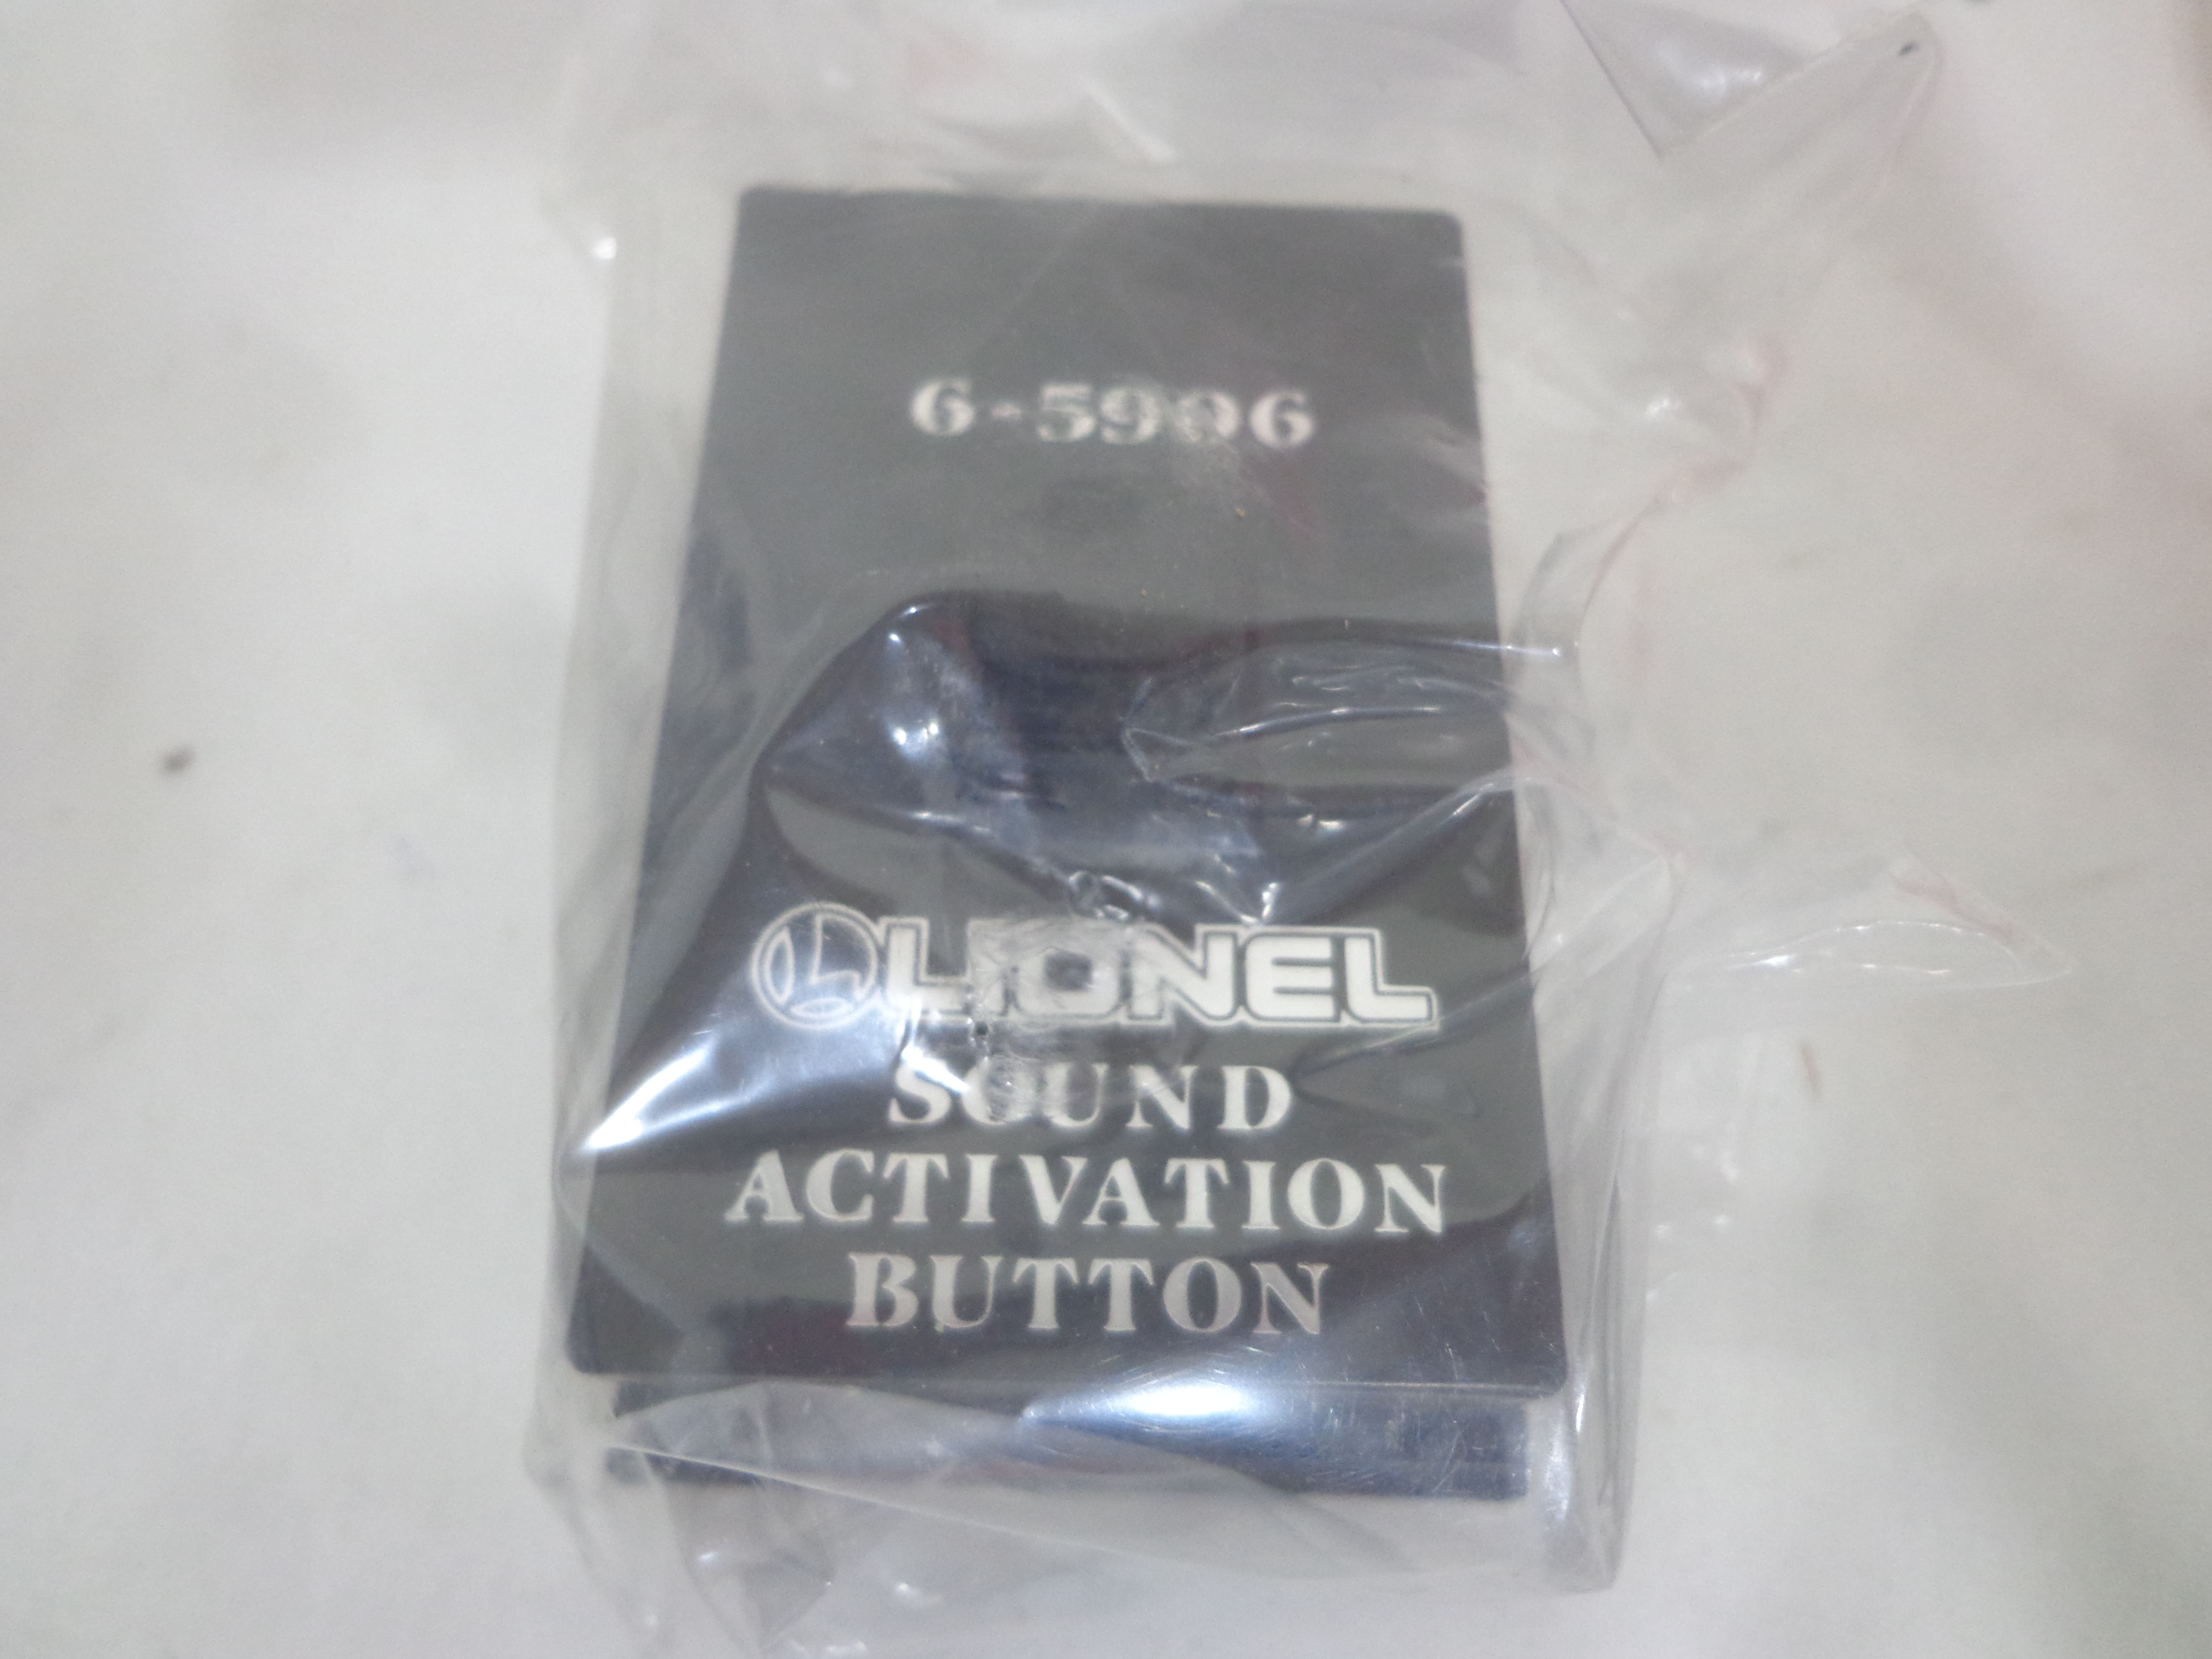 6-5906
LIONEL
SOUND
ACTIVATION
BUTTON